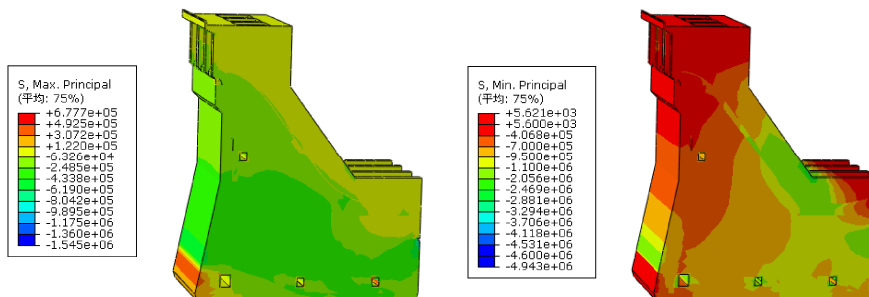 S, Max. Principal
(平均: 75%)
+6.777e+05
+4.925e+05
+3.072e+05
+1.220e+05
-6.326e+04
-2.485e+05
-4.338e+05
-6.190e+05
-8.042e+05
-9.895e+05
-1.175e+06
-1.360e+06
-1.545e+06
S, Min. Principal
(平均: 75%)
+5.621e+03
+5.600e+03
-4.068e+05
-7.000e+05
-9.500e+05
-1.100e+06
-2.056e+06
-2.469e+06
-2.881e+06
-3.294e+06
-3.706e+06
-4.118e+06
-4.531e+06
-4.600e+06
-4.943e+06